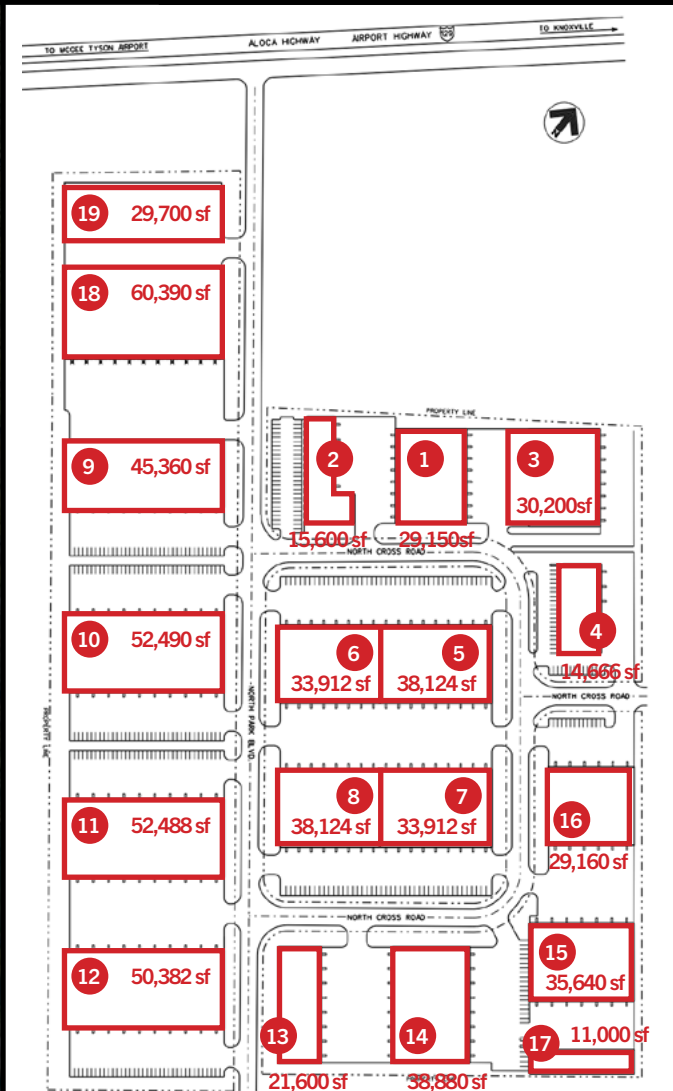 TO MCGEE TYSON AIRPORT
ALOCA HIGHWAY
AIRPORT HIGHWAY
129
TO KNOXVILLE
19 29,700 sf
18 60,390 sf
PROPERTY LINE
2
1
3
9 45,360 sf
30,200sf
15,600 sf
29,150sf
NORTH CROSS ROAD
4
10 52,490 sf
6
5
33,912 sf
38,124 sf
14,666 sf
NORTH CROSS ROAD
PROPERTY LINE
NORTH PARK BLVD.
8
7
11 52,488 sf
38,124 sf
33,912 sf
16
29,160 sf
NORTH CROSS ROAD
12 50,382 sf
15
35,640 sf
13
14
17 11,000 sf
21,600 sf
38,880 sf